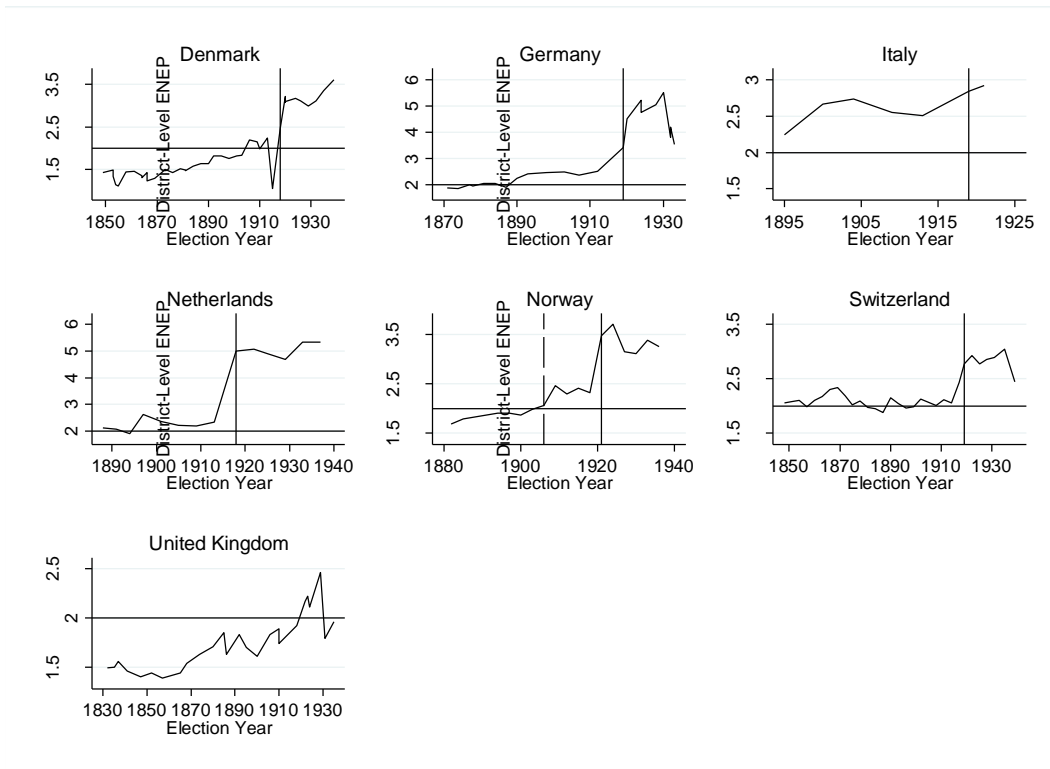 Denmark
District-Level ENEP
1.5 2.5 3.5
1850 1870 1890 1910 1930
Election Year
Germany
District-Level ENEP
2 3 4 5 6
1870 1890 1910 1930
Election Year
Italy
1.5 2 2.5 3
1895 1905 1915 1925
Election Year
Netherlands
District-Level ENEP
2 3 4 5 6
1890 1900 1910 1920 1930 1940
Election Year
Norway
District-Level ENEP
1.5 2.5 3.5
1880 1900 1920 1940
Election Year
Switzerland
1.5 2.5 3.5
1850 1870 1890 1910 1930
Election Year
United Kingdom
1.5 2 2.5
1830 1850 1870 1890 1910 1930
Election Year